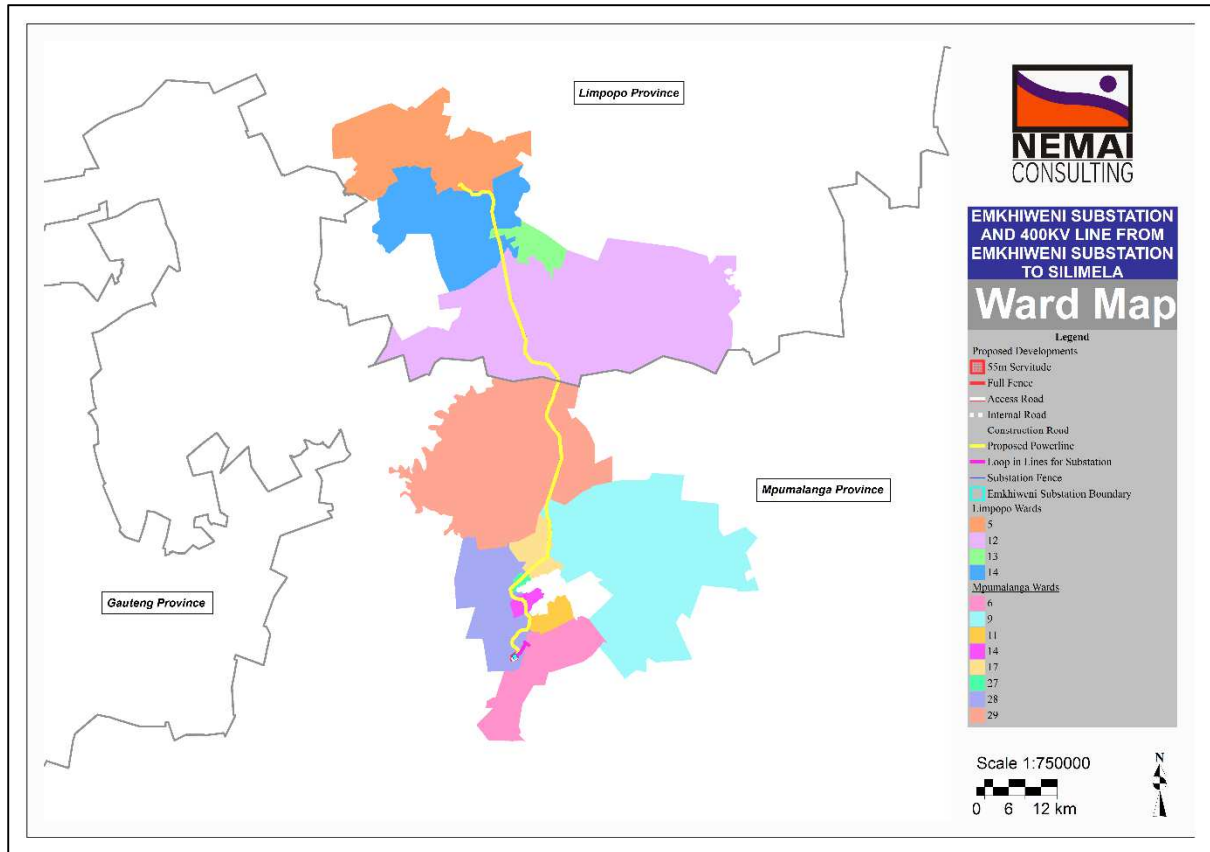 Limpopo Province
Mpumalanga Province
Gauteng Province
NEMAI
CONSULTING
EMKHIWENI SUBSTATION
AND 400KV LINE FROM
EMKHIWENI SUBSTATION
TO SILIMELA
Ward Map
Legend
Proposed Developments
55m Servitude
Full Fence
Access Road
Internal Road
Construction Road
Proposed Powerline
Loop in Lines for Substation
Substation Fence
Emkhiweni Substation Boundary
Limpopo Wards
5
12
13
14
Mpumalanga Wards
6
9
11
14
17
27
28
29
Scale 1:750000
0 6 12 km
N